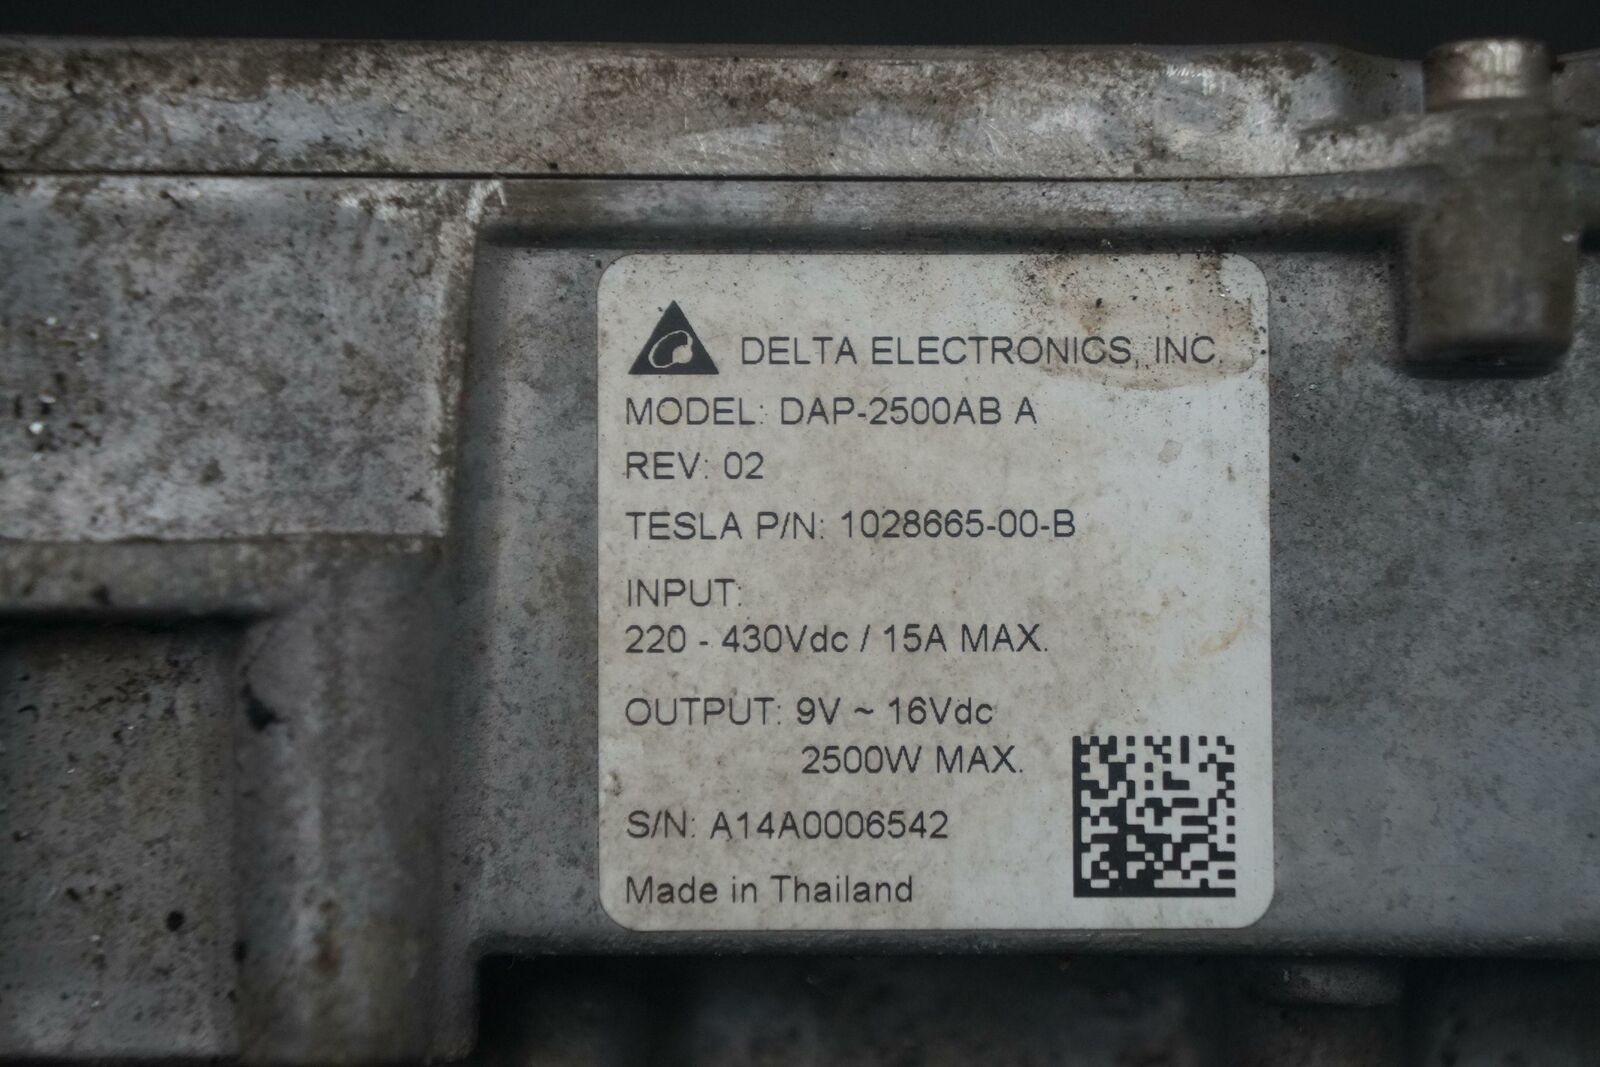 DELTA ELECTRONICS, INC.
MODEL: DAP-2500AB A
REV: 02
TESLA P/N: 1028665-00-B
INPUT:
220 - 430Vdc / 15A MAX.
OUTPUT: 9V ~ 16Vdc
2500W MAX.
S/N: A14A0006542
Made in Thailand